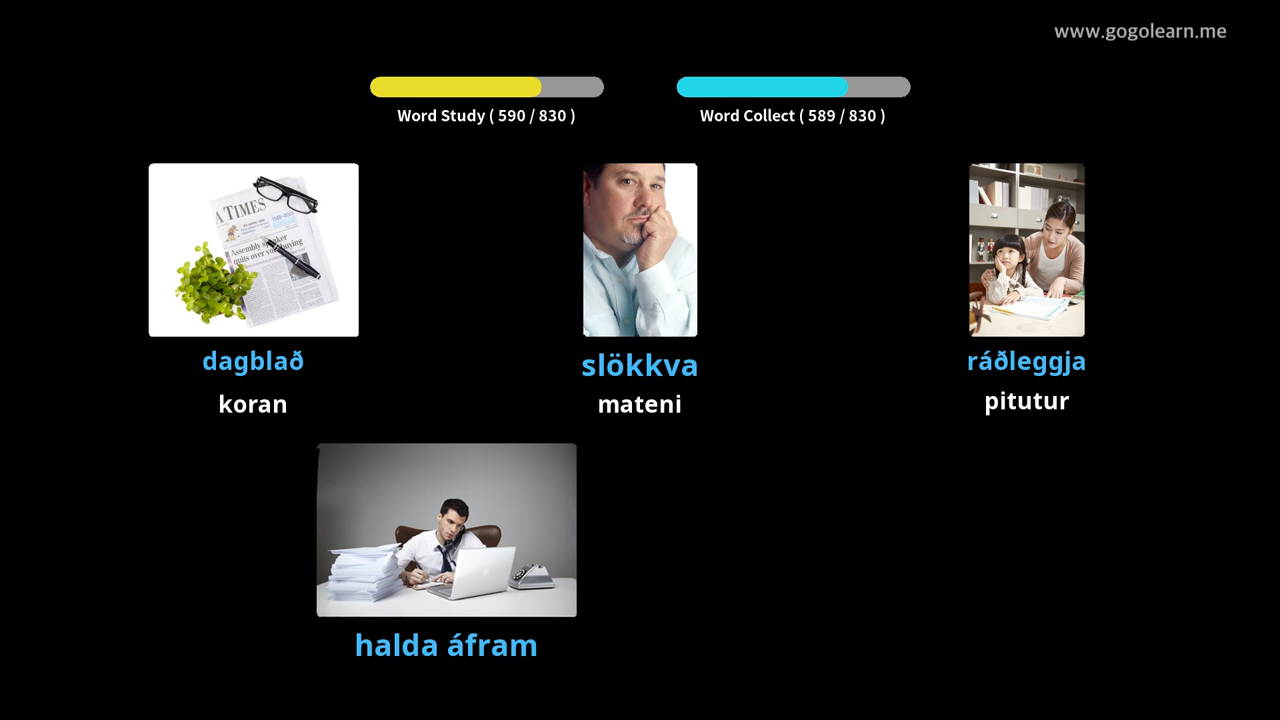 www.gogolearn.me
Word Study ( 590 / 830 )
Word Collect ( 589 / 830 )
A TIMES
dagblað
slökkva
ráðleggja
koran
mateni
pitutur
halda áfram